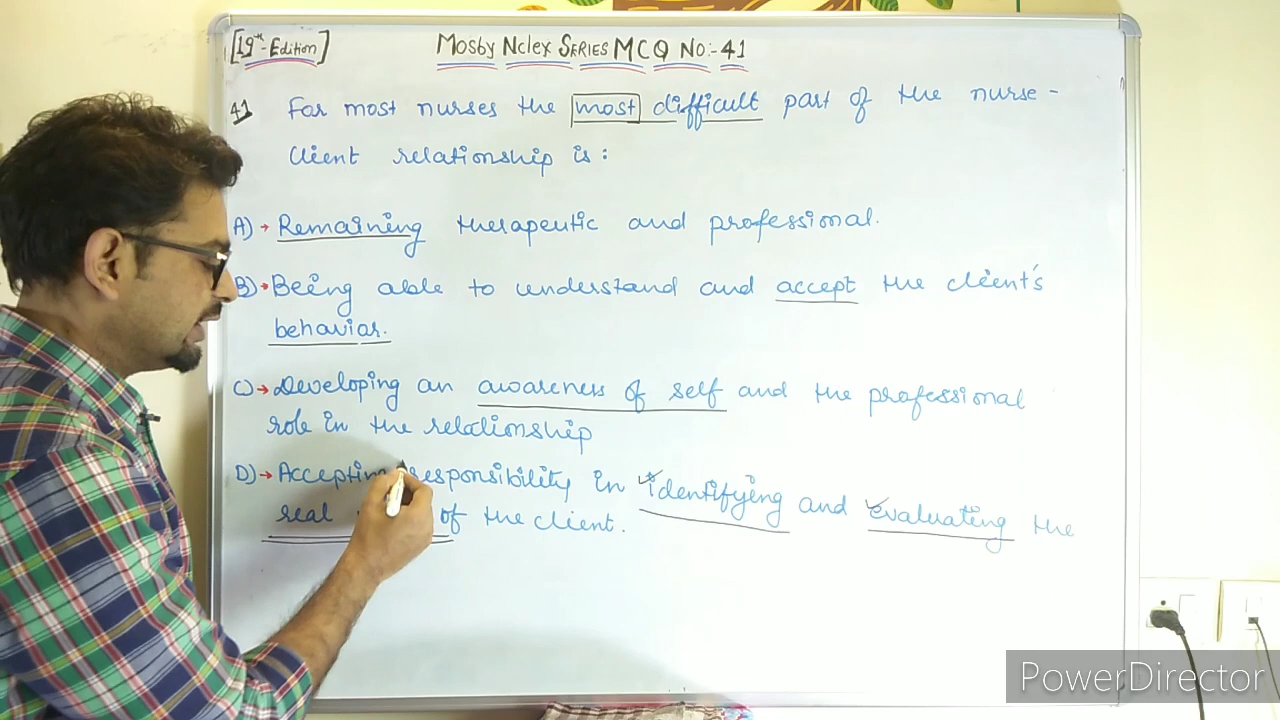 [19th-Edition]
Mosby Nclex SERIES MCQ No:- 41
41 For most nurses the most difficult part of the nurse -
Client relationship is :
A) → Remaining therapeutic and professional.
B) → Being able to understand and accept the client's
behavior.
C) → Developing an awareness of self and the professional
role in the relationship
D) → Accepting responsibility in identifying and evaluating the
real of the client.
PowerDirector